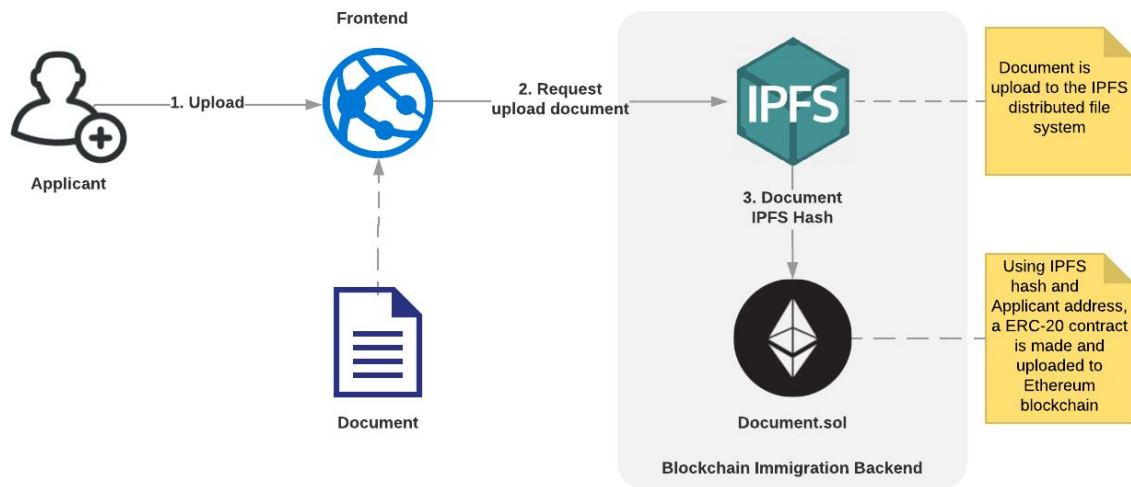 Frontend
1. Upload
Applicant
2. Request
upload document
IPFS
Document is
upload to the IPFS
distributed file
system
3. Document
IPFS Hash
Document
Document.sol
Using IPFS
hash and
Applicant address,
a ERC-20 contract
is made and
uploaded to
Ethereum
blockchain
Blockchain Immigration Backend